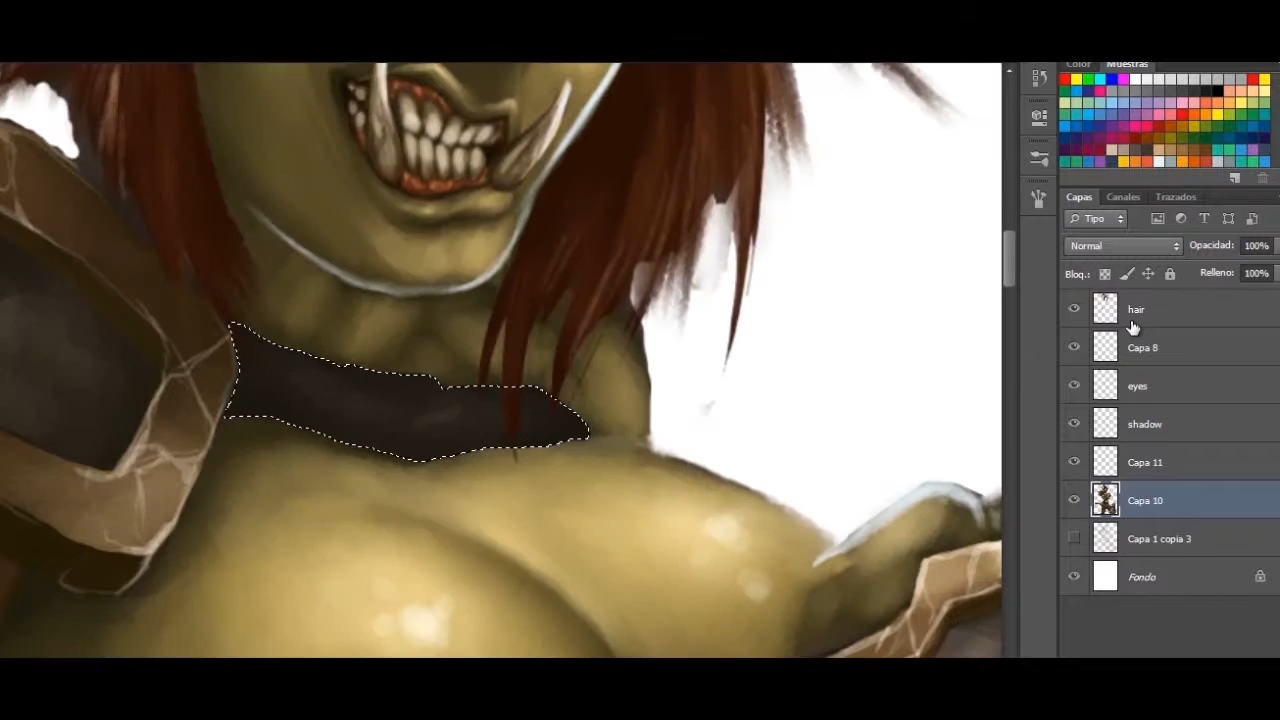 Color Muestras
Capas Canales Trazados
Tipo
Normal Opacidad: 100%
Bloq.: Relleno: 100%
hair
Capa 8
eyes
shadow
Capa 11
Capa 10
Capa 1 copia 3
Fondo